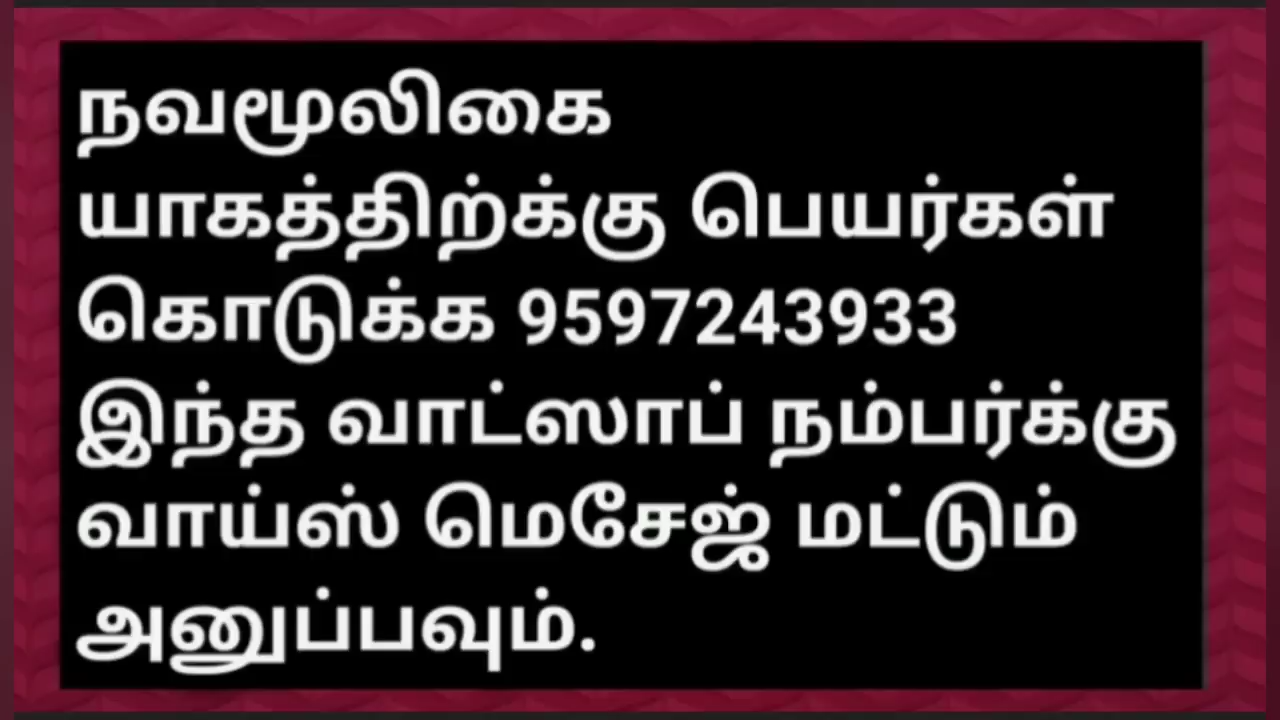 நவமூலிகை
யாகத்திற்க்கு பெயர்கள்
கொடுக்க 9597243933
இந்த வாட்ஸாப் நம்பர்க்கு
வாய்ஸ் மெசேஜ் மட்டும்
அனுப்பவும்.